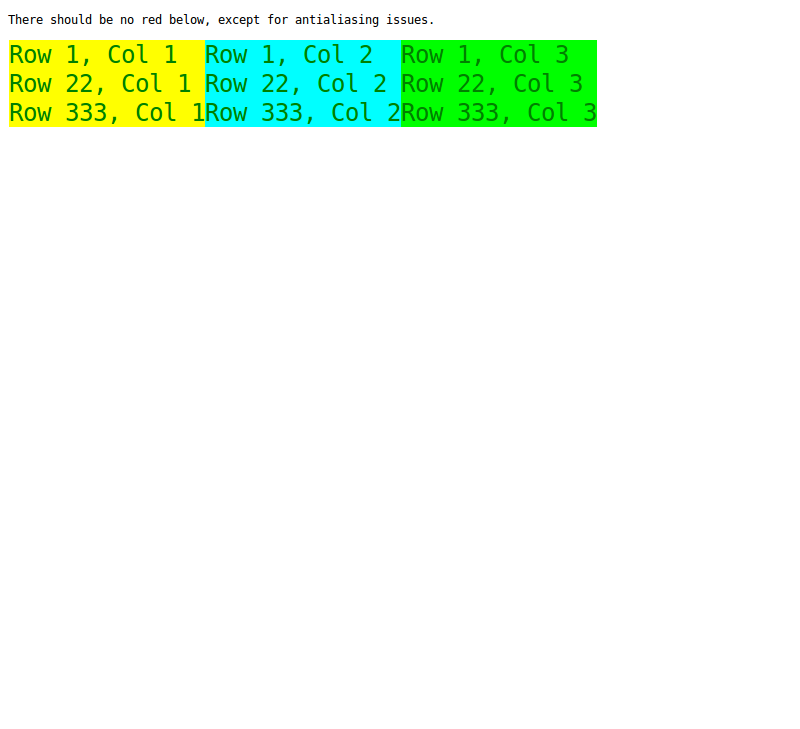 There should be no red below, except for antialiasing issues.
Row 1, Col 1 Row 1, Col 2 Row 1, Col 3
Row 22, Col 1 Row 22, Col 2 Row 22, Col 3
Row 333, Col 1 Row 333, Col 2 Row 333, Col 3